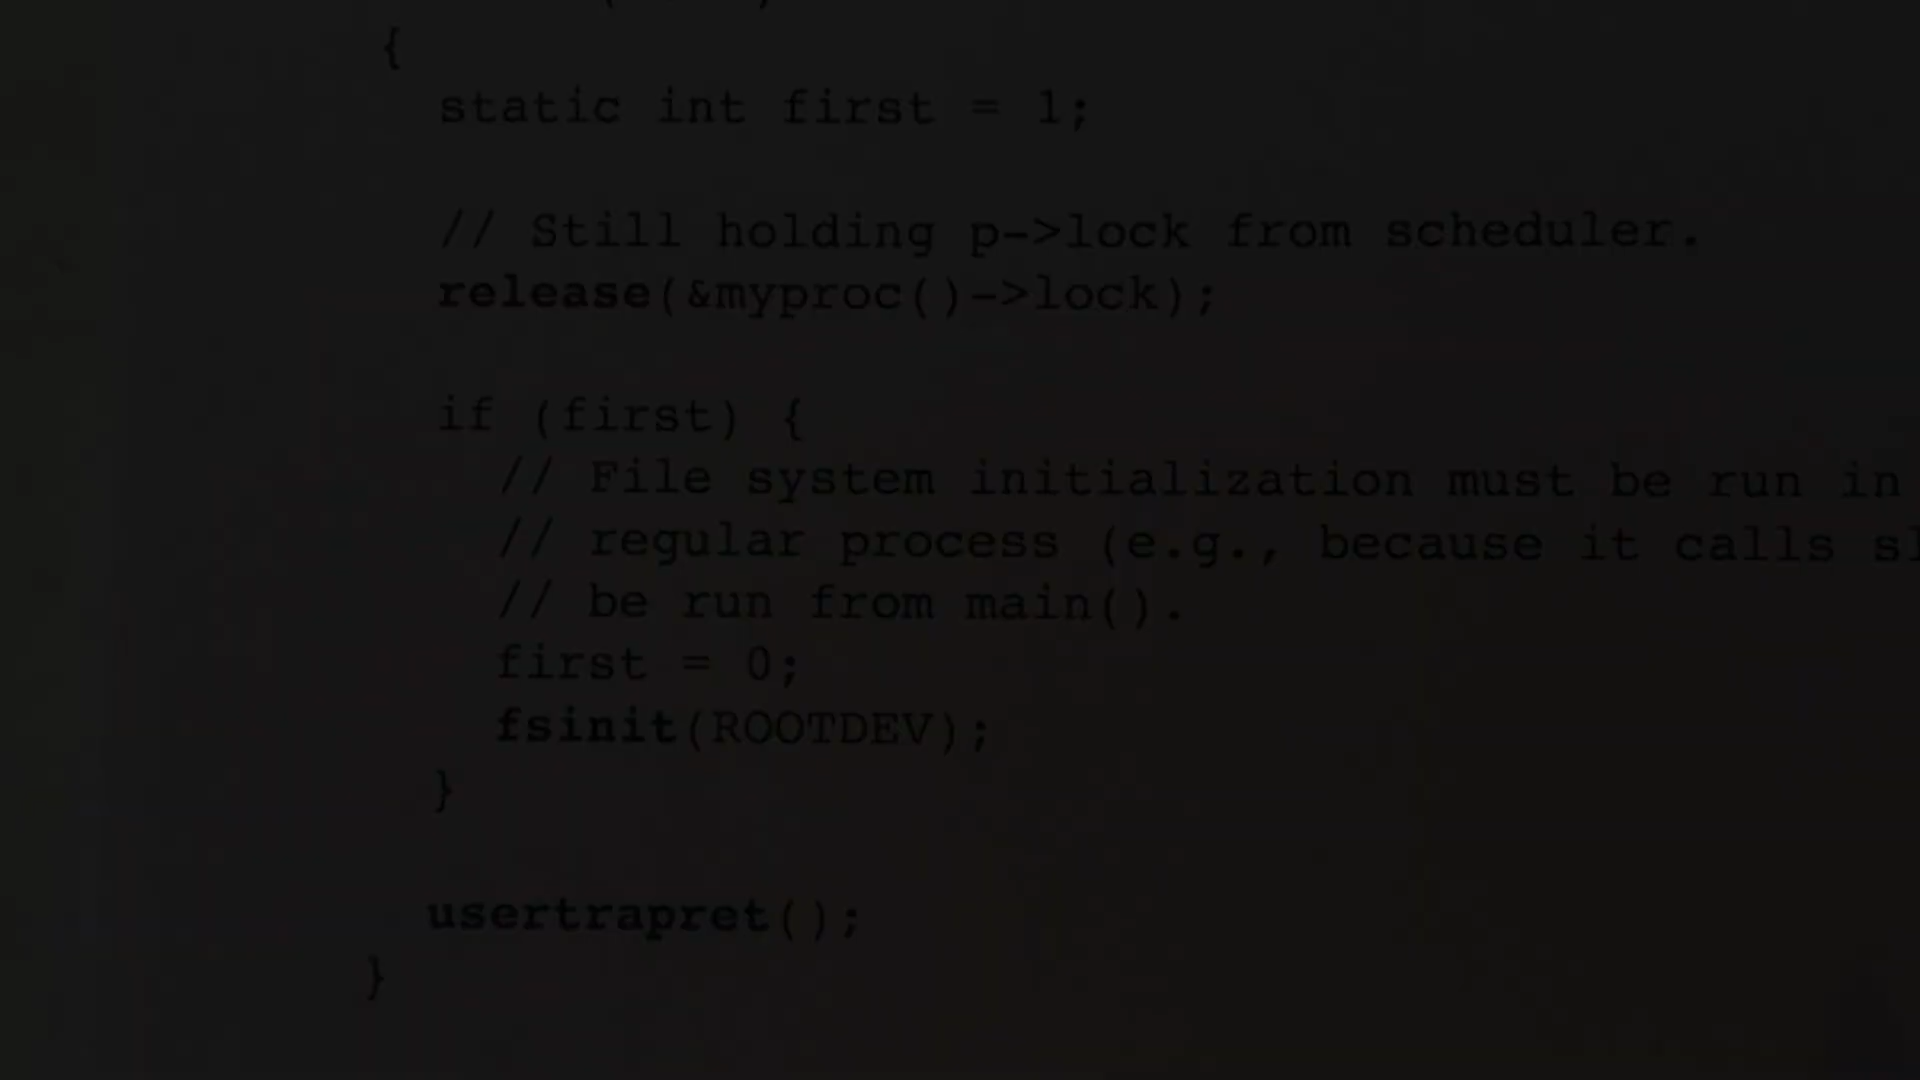 {
static int first = 1;
// Still holding p->lock from scheduler.
release(&myproc()->lock);
if (first) {
// File system initialization must be run in
// regular process (e.g., because it calls sl
// be run from main().
first = 0;
fsinit(ROOTDEV);
}
usertrapret();
}